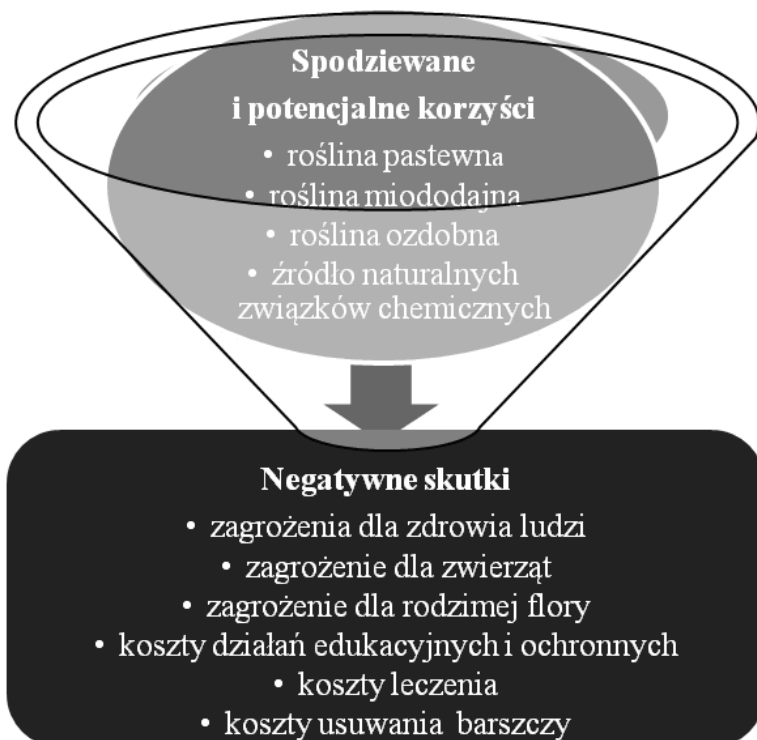 Spodziewane
i potencjalne korzyści
• roślina pastewna
• roślina miododajna
• roślina ozdobna
• źródło naturalnych
związków chemicznych
Negatywne skutki
• zagrożenia dla zdrowia ludzi
• zagrożenie dla zwierząt
• zagrożenie dla rodzimej flory
• koszty działań edukacyjnych i ochronnych
• koszty leczenia
• koszty usuwania barszczy